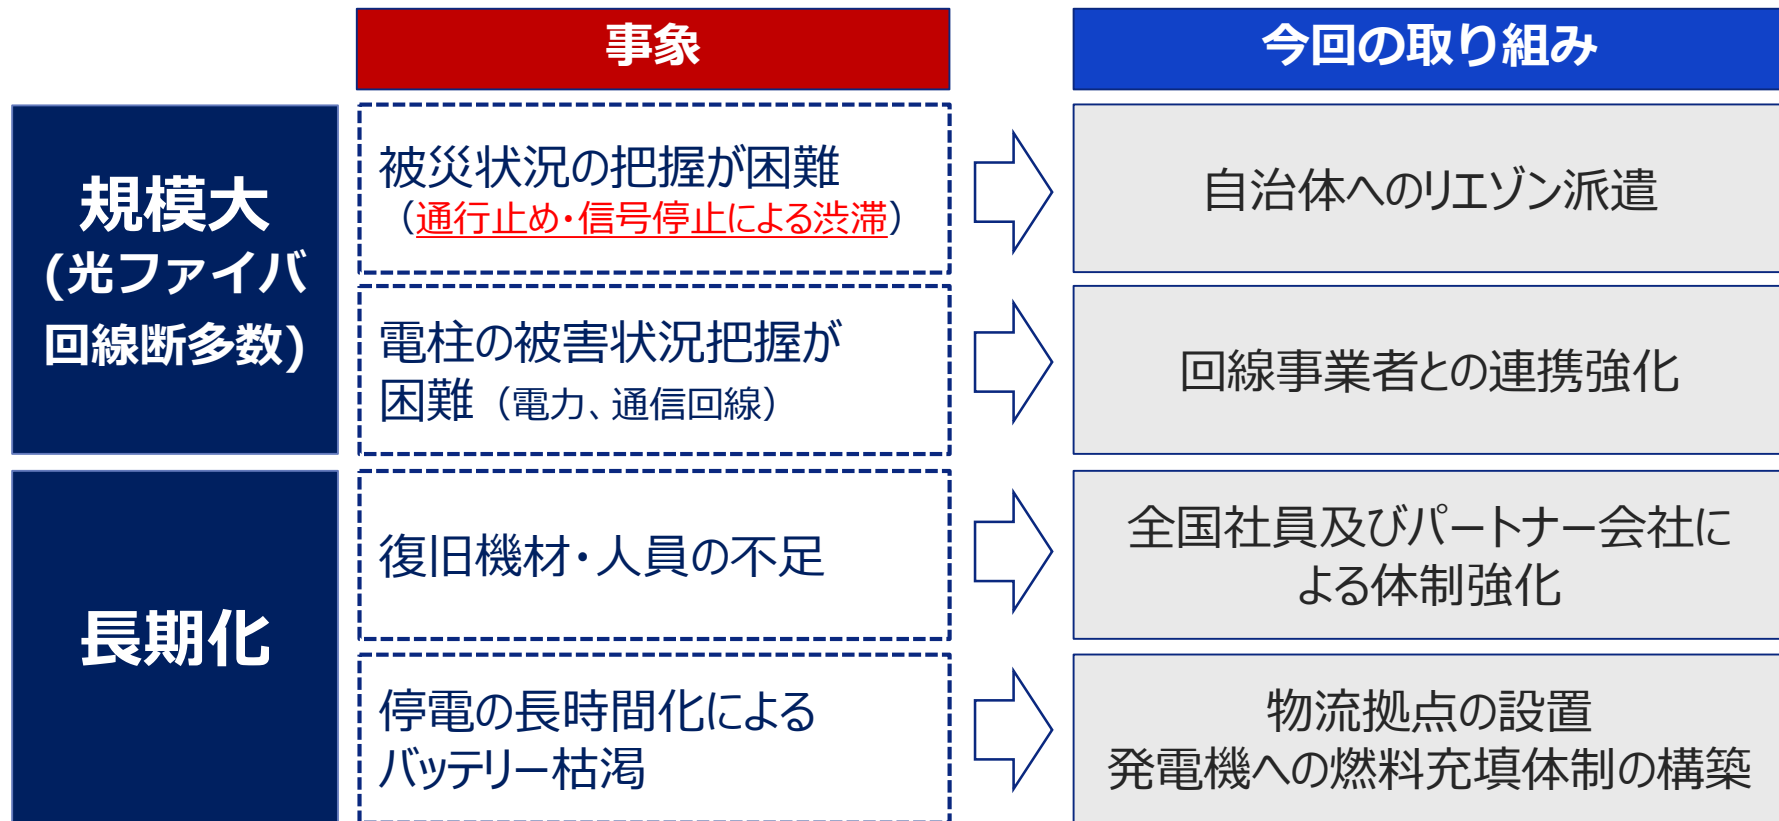 事象
今回の取り組み
規模大
(光ファイバ
回線断多数)
被災状況の把握が困難
（通行止め・信号停止による渋滞）
自治体へのリエゾン派遣
電柱の被害状況把握が
困難（電力、通信回線）
回線事業者との連携強化
長期化
復旧機材・人員の不足
全国社員及びパートナー会社に
よる体制強化
停電の長時間化による
バッテリー枯渇
物流拠点の設置
発電機への燃料充填体制の構築